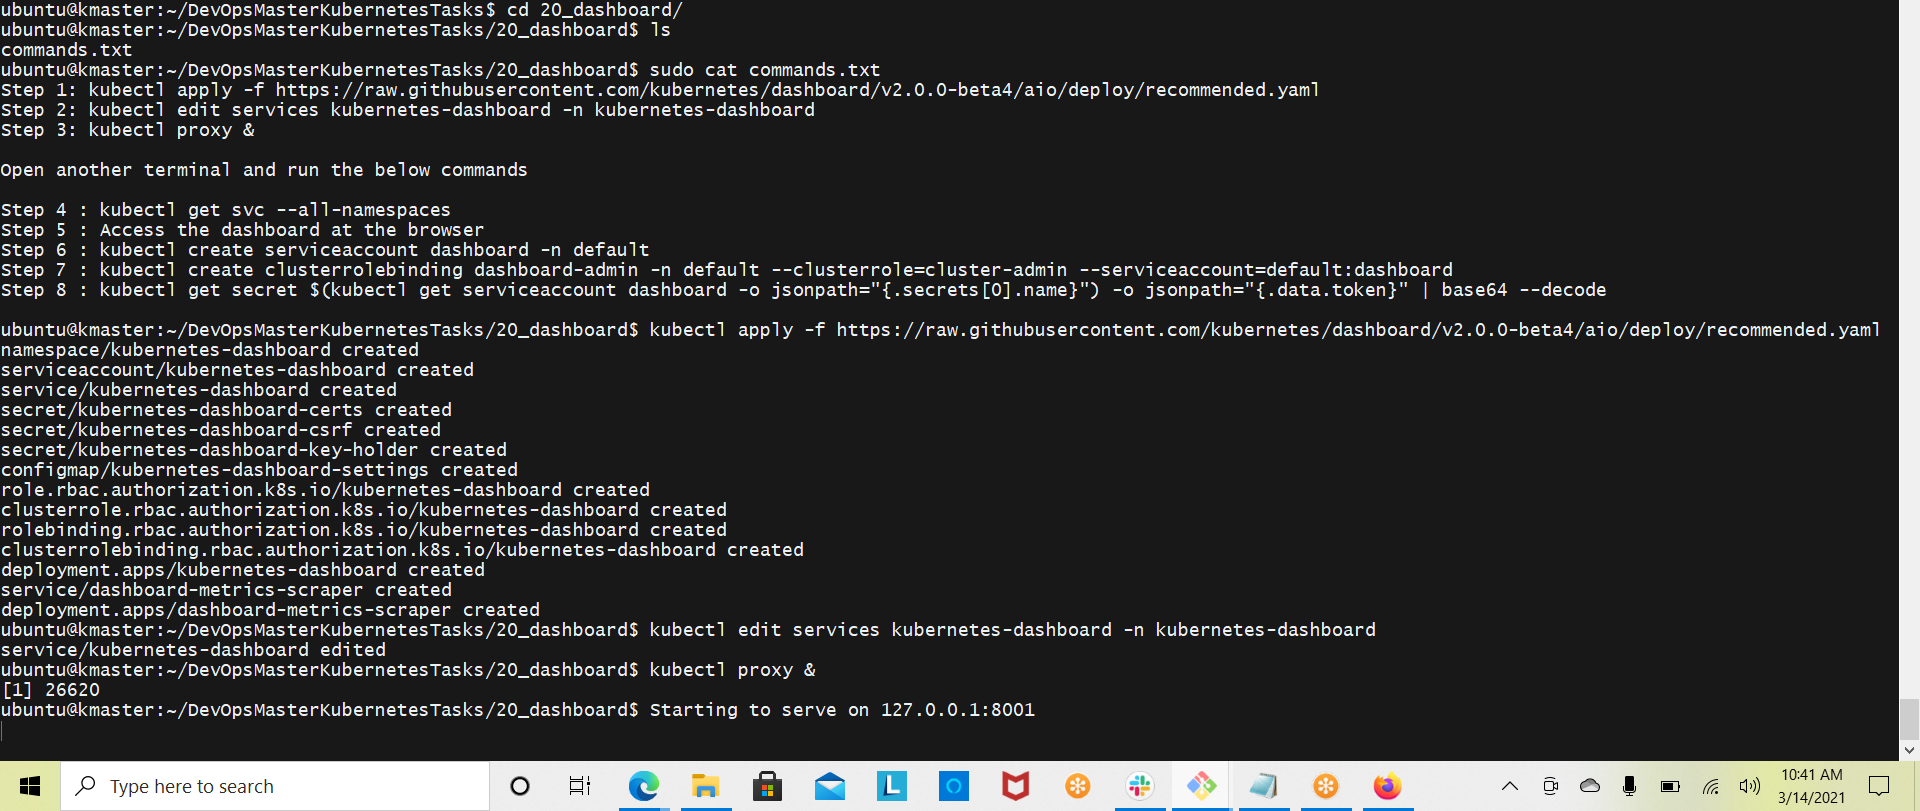 ubuntu@kmaster:~/DevOpsMasterKubernetesTasks$ cd 20_dashboard/
ubuntu@kmaster:~/DevOpsMasterKubernetesTasks/20_dashboard$ ls
commands.txt
ubuntu@kmaster:~/DevOpsMasterKubernetesTasks/20_dashboard$ sudo cat commands.txt
Step 1: kubectl apply -f https://raw.githubusercontent.com/kubernetes/dashboard/v2.0.0-beta4/aio/deploy/recommended.yaml
Step 2: kubectl edit services kubernetes-dashboard -n kubernetes-dashboard
Step 3: kubectl proxy &
Open another terminal and run the below commands
Step 4 : kubectl get svc --all-namespaces
Step 5 : Access the dashboard at the browser
Step 6 : kubectl create serviceaccount dashboard -n default
Step 7 : kubectl create clusterrolebinding dashboard-admin -n default --clusterrole=cluster-admin --serviceaccount=default:dashboard
Step 8 : kubectl get secret $(kubectl get serviceaccount dashboard -o jsonpath="{.secrets[0].name}") -o jsonpath="{.data.token}" | base64 --decode
ubuntu@kmaster:~/DevOpsMasterKubernetesTasks/20_dashboard$ kubectl apply -f https://raw.githubusercontent.com/kubernetes/dashboard/v2.0.0-beta4/aio/deploy/recommended.yaml
namespace/kubernetes-dashboard created
serviceaccount/kubernetes-dashboard created
service/kubernetes-dashboard created
secret/kubernetes-dashboard-certs created
secret/kubernetes-dashboard-csrf created
secret/kubernetes-dashboard-key-holder created
configmap/kubernetes-dashboard-settings created
role.rbac.authorization.k8s.io/kubernetes-dashboard created
clusterrole.rbac.authorization.k8s.io/kubernetes-dashboard created
rolebinding.rbac.authorization.k8s.io/kubernetes-dashboard created
clusterrolebinding.rbac.authorization.k8s.io/kubernetes-dashboard created
deployment.apps/kubernetes-dashboard created
service/dashboard-metrics-scraper created
deployment.apps/dashboard-metrics-scraper created
ubuntu@kmaster:~/DevOpsMasterKubernetesTasks/20_dashboard$ kubectl edit services kubernetes-dashboard -n kubernetes-dashboard
service/kubernetes-dashboard edited
ubuntu@kmaster:~/DevOpsMasterKubernetesTasks/20_dashboard$ kubectl proxy &
[1] 26620
ubuntu@kmaster:~/DevOpsMasterKubernetesTasks/20_dashboard$ Starting to serve on 127.0.0.1:8001
Type here to search
L
10:41 AM
3/14/2021